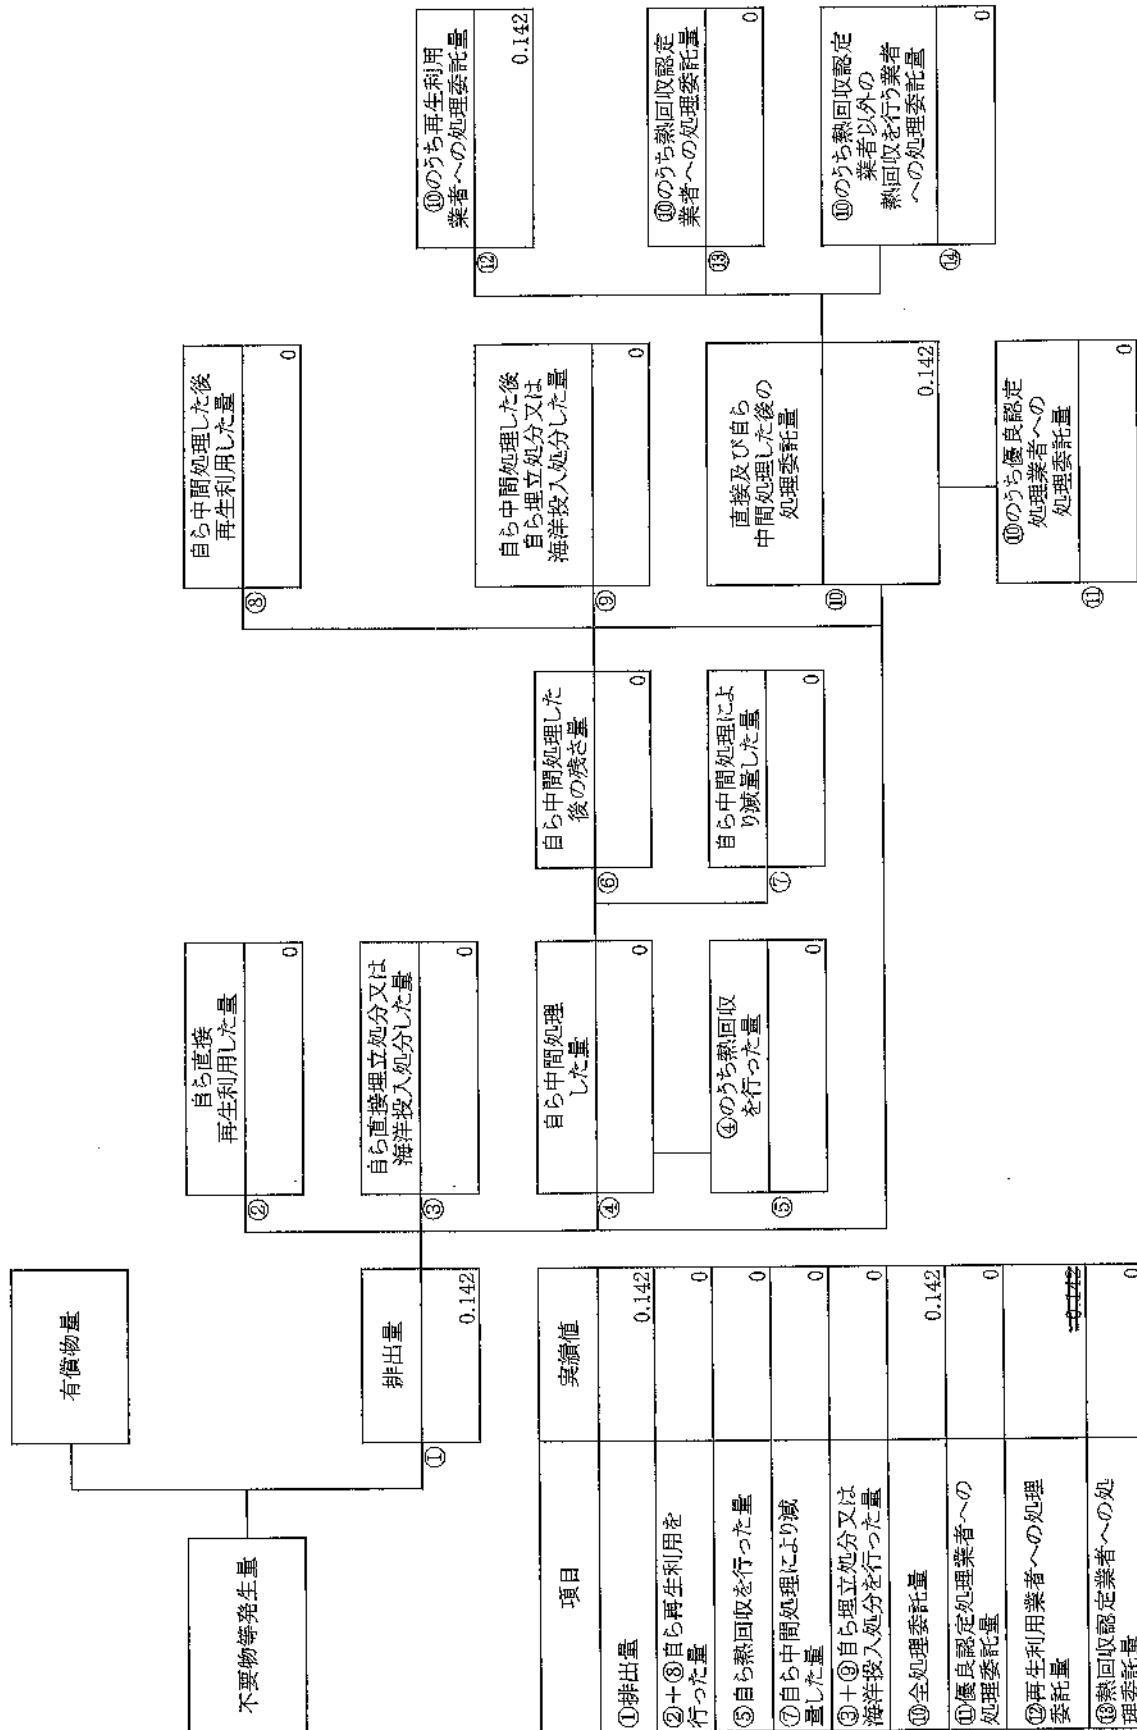 不要物等発生量
有償物量
①
排出量
0.142
②
自ら直接
再生利用した量
0
③
自ら直接埋立処分又は
海洋投入処分した量
0
④
自ら中間処理
した量
0
⑤
④のうち熱回収
を行った量
0
⑥
自ら中間処理した
後の残さ量
0
⑦
自ら中間処理によ
り減量した量
0
⑧
自ら中間処理した後
再生利用した量
0
⑨
自ら中間処理した後
自ら埋立処分又は
海洋投入処分した量
0
⑩
直接及び自ら
中間処理した後の
処理委託量
0.142
⑪
⑩のうち優良認定
処理業者への
処理委託量
0
⑫
⑩のうち再生利用
業者への処理委託量
0.142
⑬
⑩のうち熱回収認定
業者への処理委託量
0
⑭
⑩のうち熱回収認定
業者以外の
熱回収を行う業者
への処理委託量
0
項目 実績値
①排出量 0.142
②+⑧自ら再生利用を
行った量 0
⑤自ら熱回収を行った量 0
⑦自ら中間処理により減
量した量 0
③+⑨自ら埋立処分又は
海洋投入処分を行った量 0
⑩全処理委託量 0.142
⑪優良認定処理業者への
処理委託量 0
⑫再生利用業者への処理
委託量 0.142
⑬熱回収認定業者への処
理委託量 0